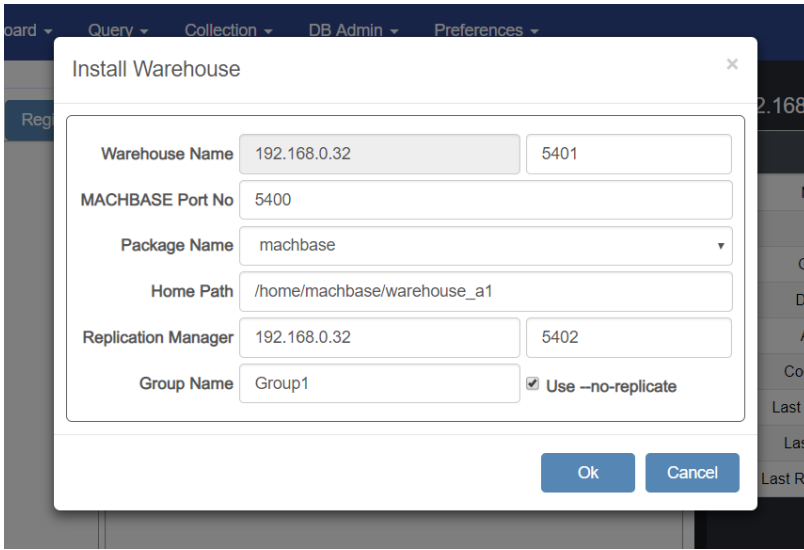 oard Query Collection DB Admin Preferences
Install Warehouse ×
2.168
Regi
Warehouse Name 192.168.0.32 5401
MACHBASE Port No 5400
Package Name machbase
Home Path /home/machbase/warehouse_a1
Replication Manager 192.168.0.32 5402
Co
Group Name Group1 Use --no-replicate
Last
Las
Ok Cancel
Last R